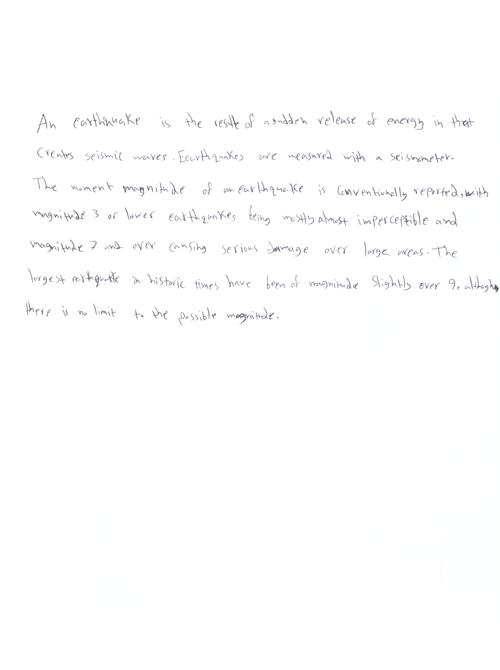 An earthquake is the result of a sudden release of energy in that
creates seismic waves. Earthquakes are measured with a seismometer.
The moment magnitude of an earthquake is conventionally reported, with
magnitude 3 or lower earthquakes being mostly almost imperceptible and
magnitude 7 and over causing serious damage over large areas. The
largest earthquake in historic times have been of magnitude slightly over 9, although
there is no limit to the possible magnitude.